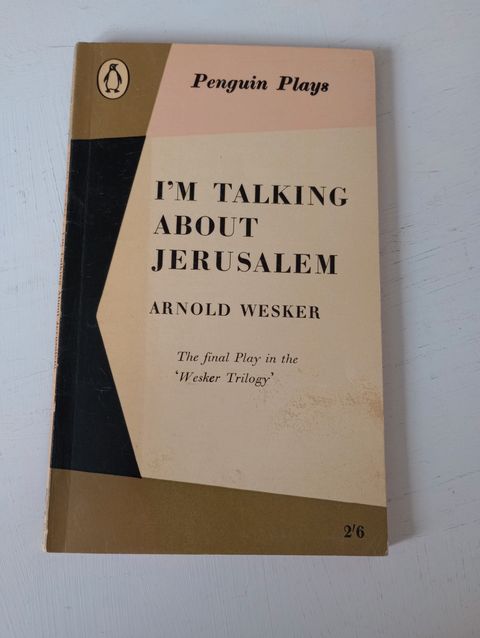 Penguin Plays
I'M TALKING
ABOUT
JERUSALEM
ARNOLD WESKER
The final Play in the
‘Wesker Trilogy’
2'6